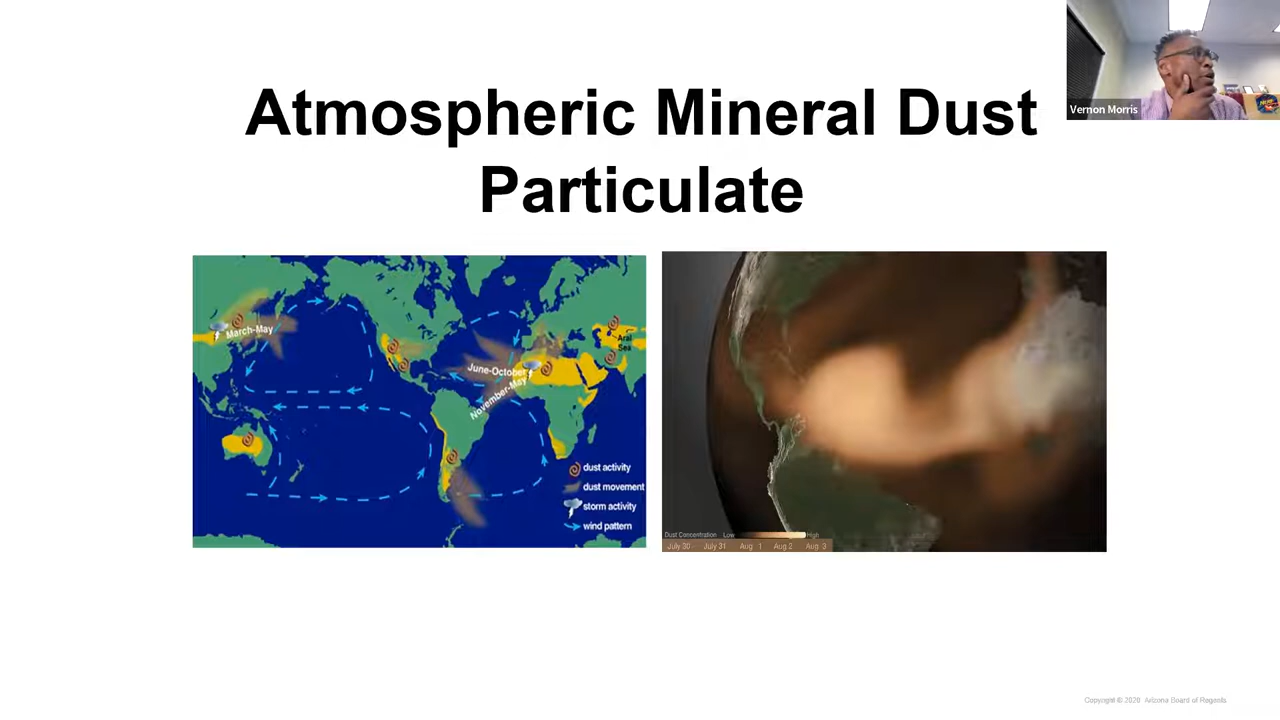 Atmospheric Mineral Dust
Particulate
Vernon Morris
March-May
June-October
November-May
Aral
Sea
dust activity
dust movement
storm activity
wind pattern
Dust Concentration Low High
July 30 July 31 Aug 1 Aug 2 Aug 3
Copyright © 2020 Arizona Board of Regents